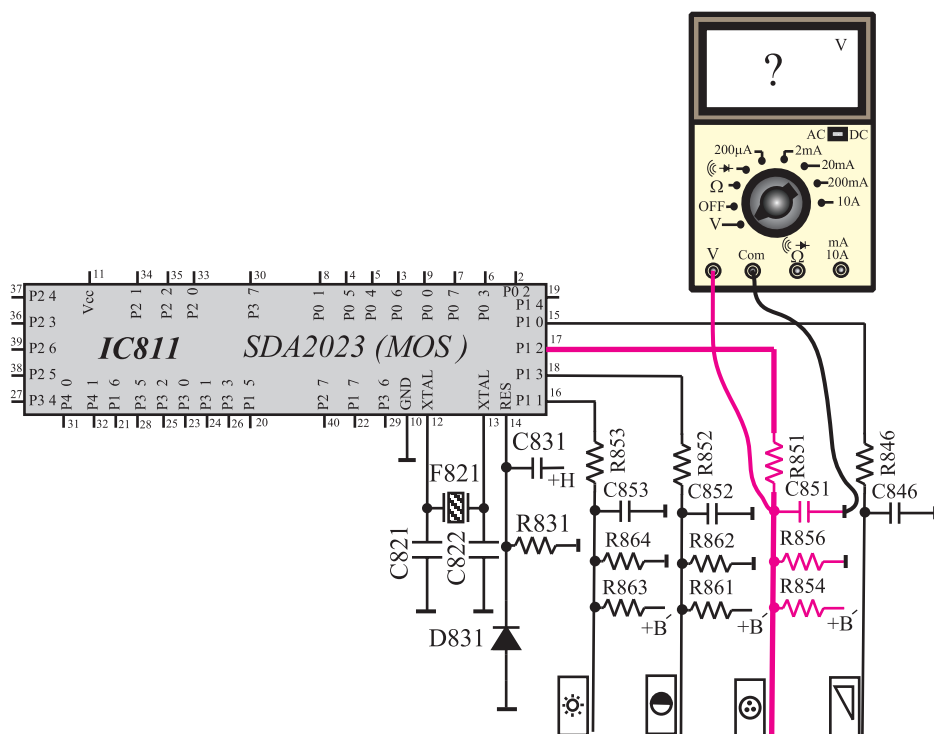 V
?
AC DC
200µA 2mA
20mA
Ω 200mA
OFF 10A
V
V Com Ω mA
10A
11 34 35 33 30 8 4 5 3 9 7 6 2
37 P2 4 Vcc P2 1 P2 2 P2 0 P3 7 P0 1 P0 5 P0 4 P0 6 P0 0 P0 7 P0 3 P0 2 19
P1 4
36 P2 3 P1 0 15
39 P2 6 IC811 SDA2023 (MOS) P1 2 17
38 P2 5 P1 3 18
27 P3 4 P4 0 P4 1 P1 6 P3 5 P3 2 P3 0 P3 1 P3 3 P1 5 P2 7 P1 7 P3 6 GND XTAL XTAL RES P1 1 16
31 32 21 28 25 23 24 26 20 40 22 29 10 12 13 14
R853 R852 R851 R846
C831
+H
F821
C853 C852 C851 C846
C821 C822 R831
R864 R862 R856
R863 R861 R854
+B´ +B´ +B´
D831